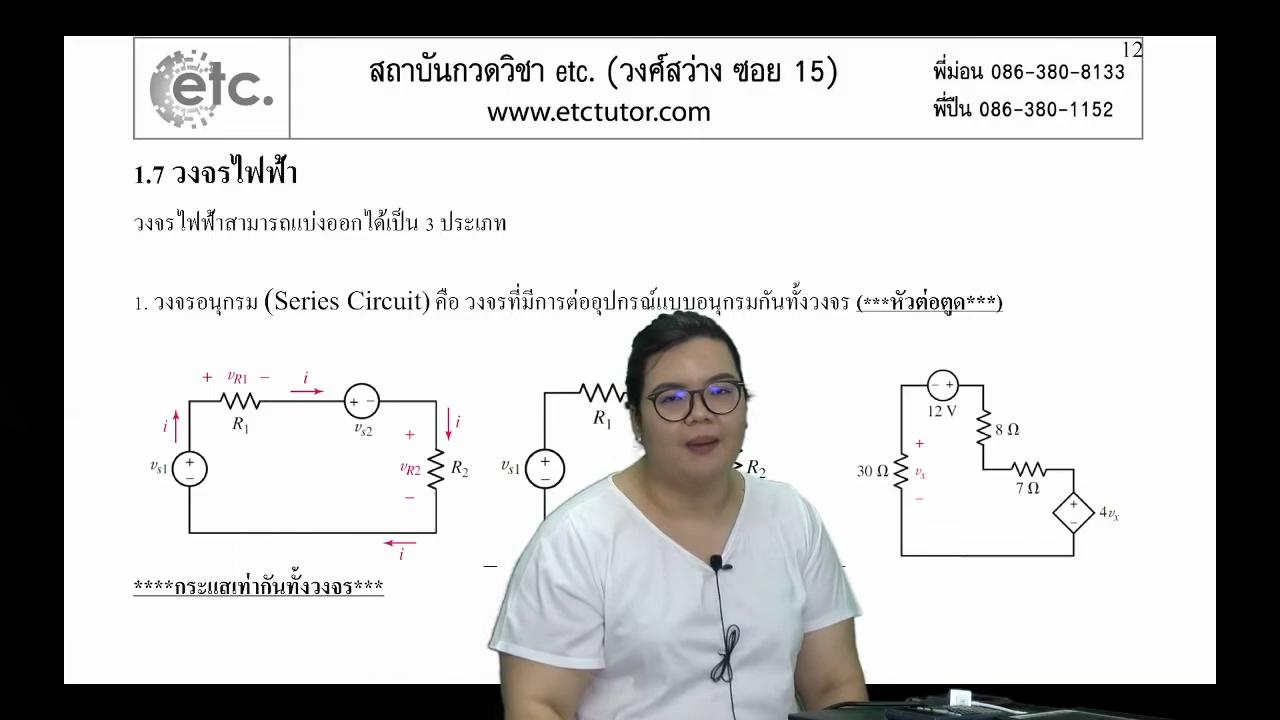 12
etc.
สถาบันกวดวิชา etc. (วงศ์สว่าง ซอย 15)
www.etctutor.com
พี่ม่อน 086-380-8133
พี่ปืน 086-380-1152
1.7 วงจรไฟฟ้า
วงจรไฟฟ้าสามารถแบ่งออกได้เป็น 3 ประเภท
1. วงจรอนุกรม (Series Circuit) คือ วงจรที่มีการต่ออุปกรณ์แบบอนุกรมกันทั้งวงจร (***หัวต่อตูด***)
+ vR1 − i
R1
+ −
vs2
i
i
vs1
+
−
+
vR2
−
R2
i
R1
vs1
+
−
R2
− +
12 V
8 Ω
+
30 Ω vx
−
7 Ω
+
−
4vx
****กระแสเท่ากันทั้งวงจร***